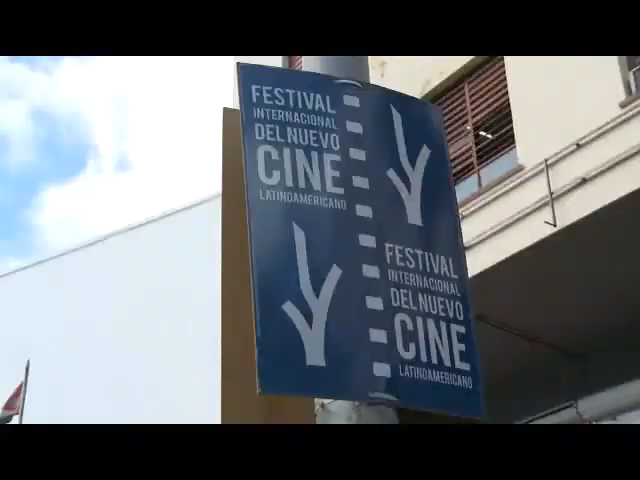 FESTIVAL
INTERNACIONAL
DEL NUEVO
CINE
LATINOAMERICANO
FESTIVAL
INTERNACIONAL
DEL NUEVO
CINE
LATINOAMERICANO